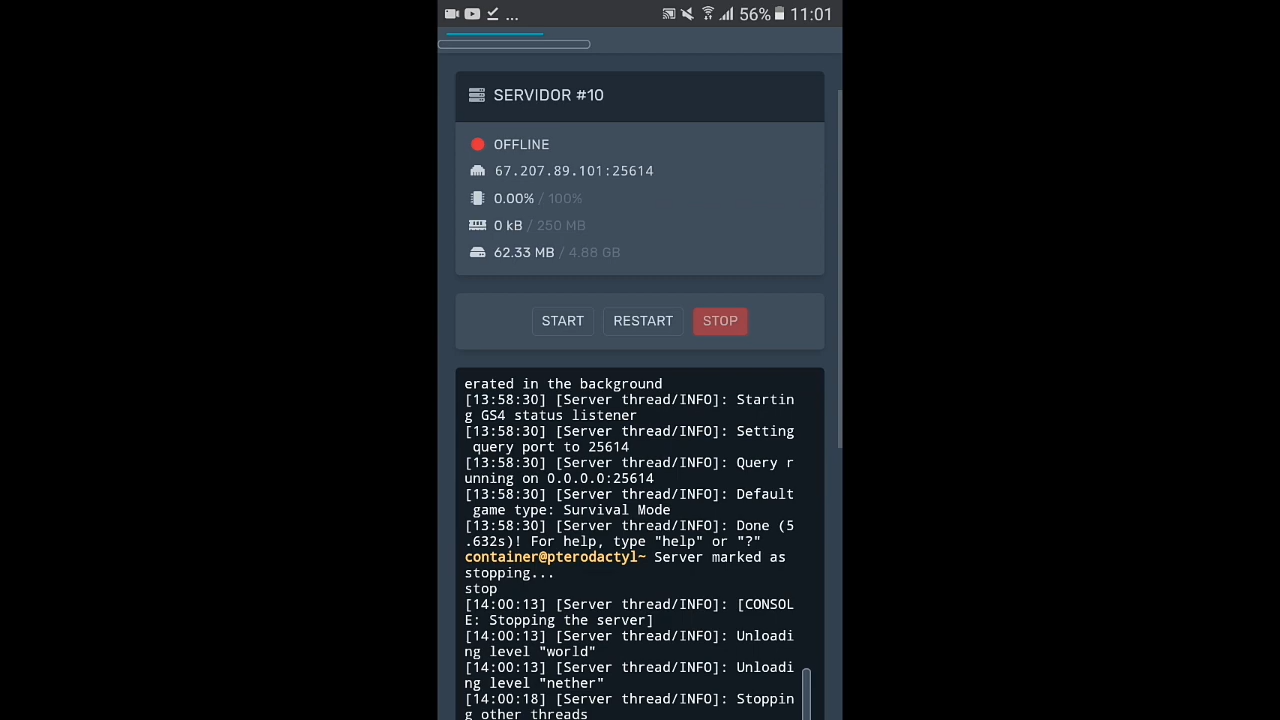 ... 56% 11:01
SERVIDOR #10
OFFLINE
67.207.89.101:25614
0.00% / 100%
0 kB / 250 MB
62.33 MB / 4.88 GB
START RESTART STOP
erated in the background
[13:58:30] [Server thread/INFO]: Startin
g GS4 status listener
[13:58:30] [Server thread/INFO]: Setting
 query port to 25614
[13:58:30] [Server thread/INFO]: Query r
unning on 0.0.0.0:25614
[13:58:30] [Server thread/INFO]: Default
 game type: Survival Mode
[13:58:30] [Server thread/INFO]: Done (5
.632s)! For help, type "help" or "?"
container@pterodactyl~ Server marked as
stopping...
stop
[14:00:13] [Server thread/INFO]: [CONSOL
E: Stopping the server]
[14:00:13] [Server thread/INFO]: Unloadi
ng level "world"
[14:00:13] [Server thread/INFO]: Unloadi
ng level "nether"
[14:00:18] [Server thread/INFO]: Stoppin
g other threads